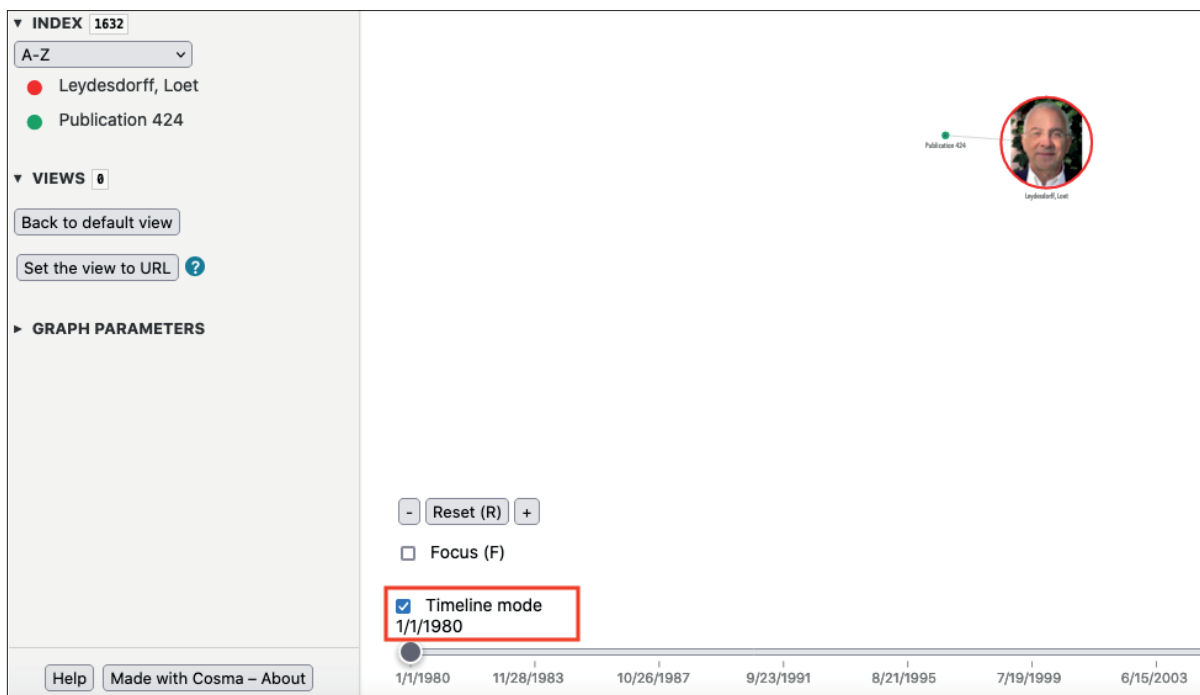 ▼ INDEX 1632
A-Z
Leydesdorff, Loet
Publication 424
▼ VIEWS 0
Back to default view
Set the view to URL ?
► GRAPH PARAMETERS
Help Made with Cosma – About
Publication 424
Leydesdorff, Loet
- Reset (R) +
Focus (F)
Timeline mode
1/1/1980
1/1/1980 11/28/1983 10/26/1987 9/23/1991 8/21/1995 7/19/1999 6/15/2003